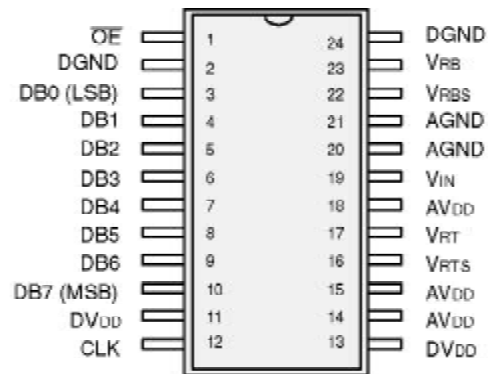 OE 1 24 DGND
DGND 2 23 VRB
DB0 (LSB) 3 22 VRBS
DB1 4 21 AGND
DB2 5 20 AGND
DB3 6 19 VIN
DB4 7 18 AVDD
DB5 8 17 VRT
DB6 9 16 VRTS
DB7 (MSB) 10 15 AVDD
DVDD 11 14 AVDD
CLK 12 13 DVDD